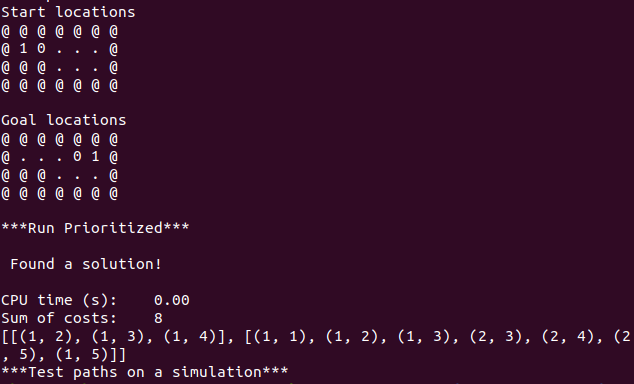 Start locations
@ @ @ @ @ @ @
@ 1 0 . . . @
@ @ @ . . . @
@ @ @ @ @ @ @
Goal locations
@ @ @ @ @ @ @
@ . . . 0 1 @
@ @ @ . . . @
@ @ @ @ @ @ @
***Run Prioritized***
Found a solution!
CPU time (s):    0.00
Sum of costs:    8
[[(1, 2), (1, 3), (1, 4)], [(1, 1), (1, 2), (1, 3), (2, 3), (2, 4), (2
, 5), (1, 5)]]
***Test paths on a simulation***